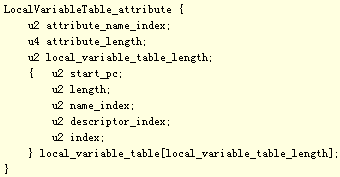 LocalVariableTable_attribute {
    u2 attribute_name_index;
    u4 attribute_length;
    u2 local_variable_table_length;
    {   u2 start_pc;
        u2 length;
        u2 name_index;
        u2 descriptor_index;
        u2 index;
    } local_variable_table[local_variable_table_length];
}